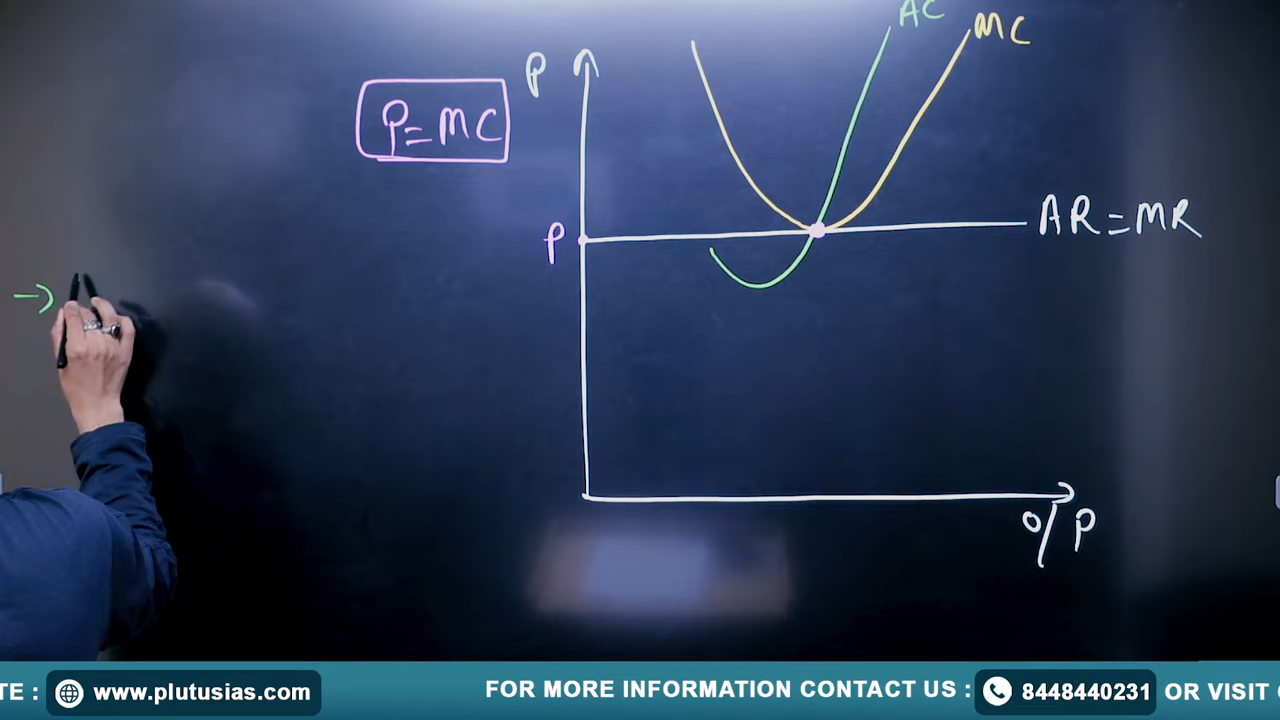 AC
MC
P
P=MC
P
AR=MR
→
O/P
TE : www.plutusias.com FOR MORE INFORMATION CONTACT US : 8448440231 OR VISIT